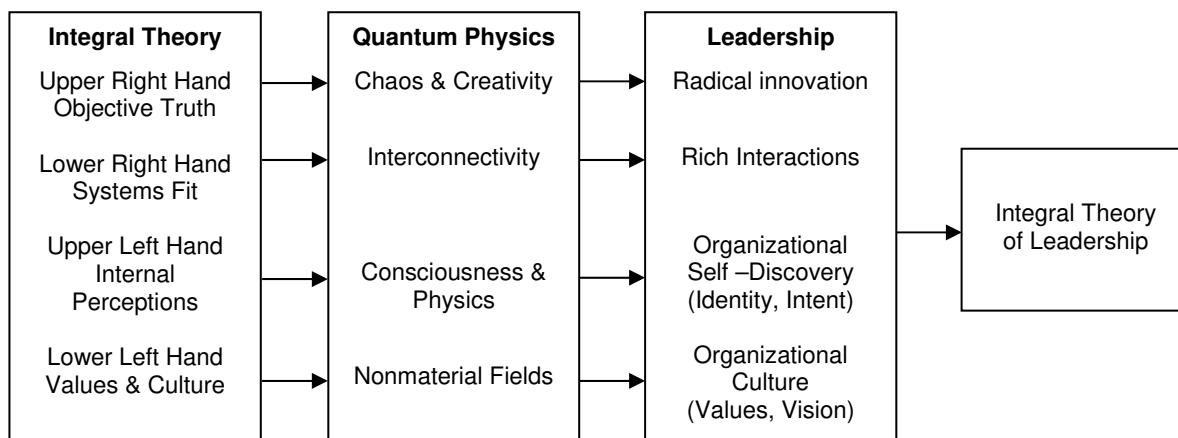 Integral Theory
Upper Right Hand
Objective Truth
Lower Right Hand
Systems Fit
Upper Left Hand
Internal
Perceptions
Lower Left Hand
Values & Culture
Quantum Physics
Chaos & Creativity
Interconnectivity
Consciousness &
Physics
Nonmaterial Fields
Leadership
Radical innovation
Rich Interactions
Organizational
Self –Discovery
(Identity, Intent)
Organizational
Culture
(Values, Vision)
Integral Theory
of Leadership